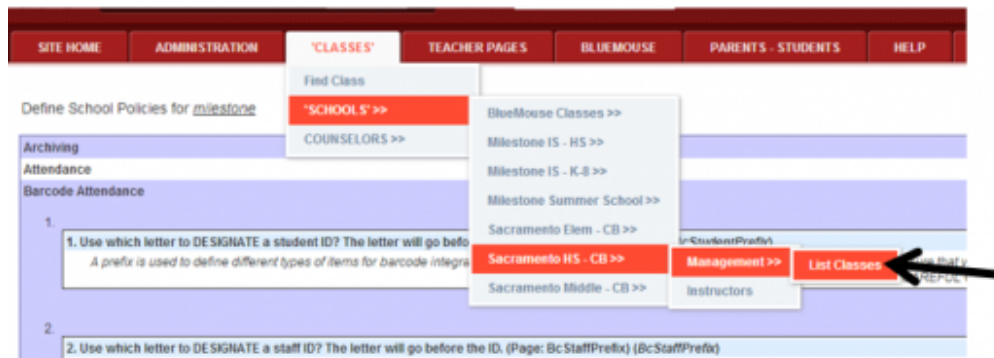 SITE HOME ADMINISTRATION 'CLASSES' TEACHER PAGES BLUEMOUSE PARENTS - STUDENTS HELP
Find Class
'SCHOOLS' >>
COUNSELORS >>
BlueMouse Classes >>
Milestone IS - HS >>
Milestone IS - K-8 >>
Milestone Summer School >>
Sacramento Elem - CB >>
Sacramento HS - CB >>
Sacramento Middle - CB >>
Management >>
Instructors
List Classes
Define School Policies for milestone
Archiving
Attendance
Barcode Attendance
1.
1. Use which letter to DESIGNATE a student ID? The letter will go befo
cStudentPrefix)
A prefix is used to define different types of items for barcode integra
2.
2. Use which letter to DESIGNATE a staff ID? The letter will go before the ID. (Page: BcStaffPrefix) (BcStaffPrefix)